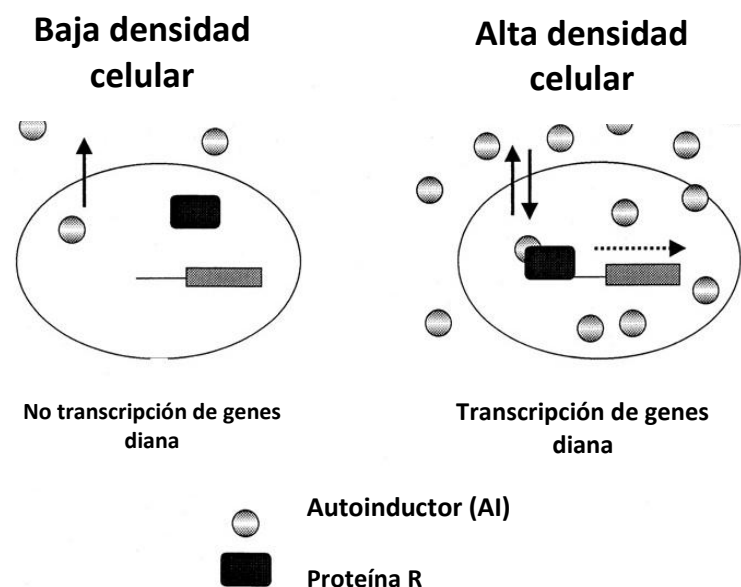 Baja densidad
celular
Alta densidad
celular
No transcripción de genes
diana
Transcripción de genes
diana
Autoinductor (AI)
Proteína R